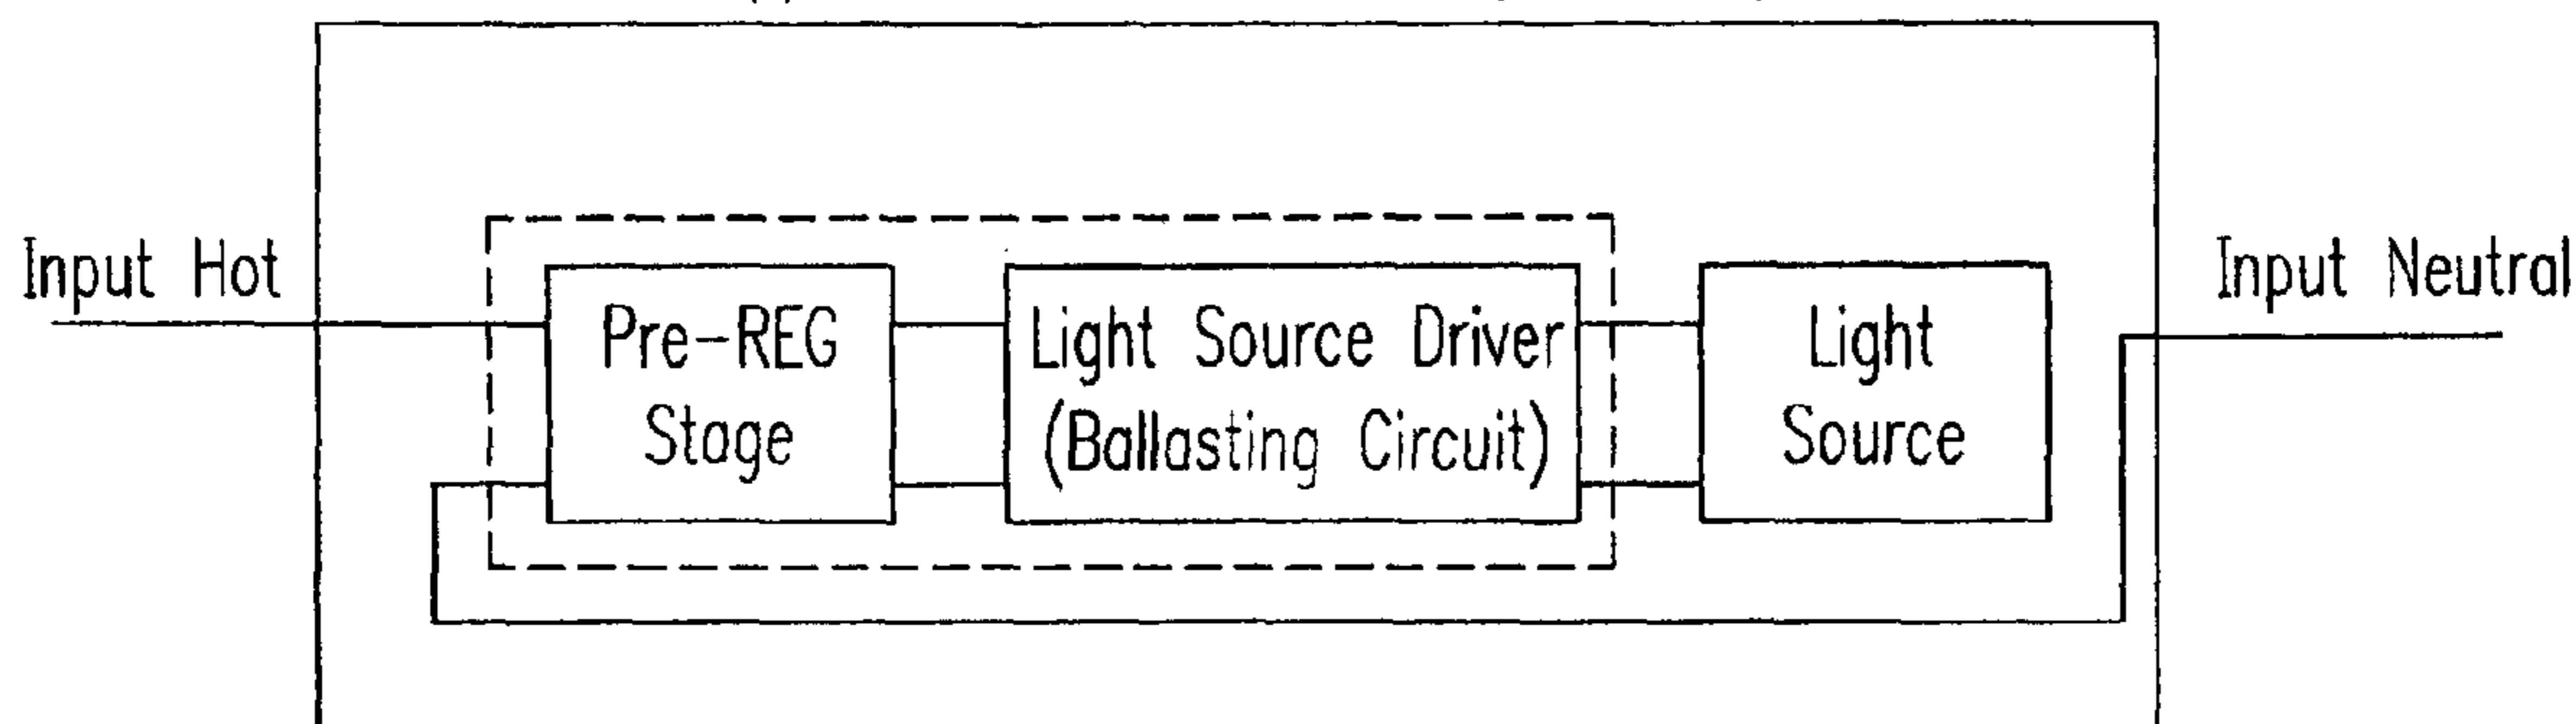 Input Hot
Pre-REG
Stage
Light Source Driver
(Ballasting Circuit)
Light
Source
Input Neutral